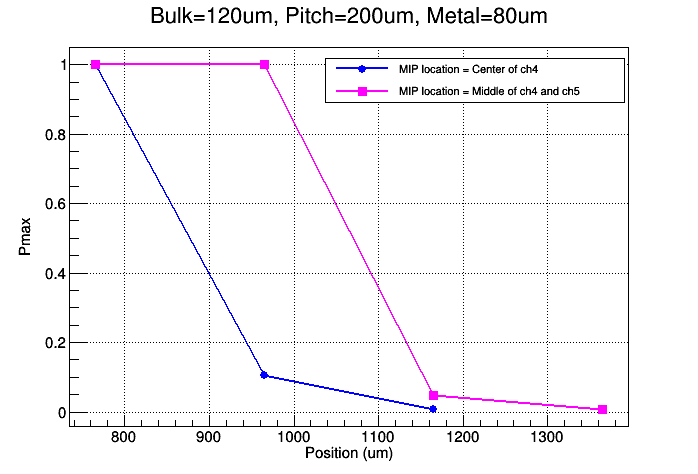 Bulk=120um, Pitch=200um, Metal=80um
MIP location = Center of ch4
MIP location = Middle of ch4 and ch5
1
0.8
0.6
0.4
0.2
0
Pmax
800 900 1000 1100 1200 1300
Position (um)